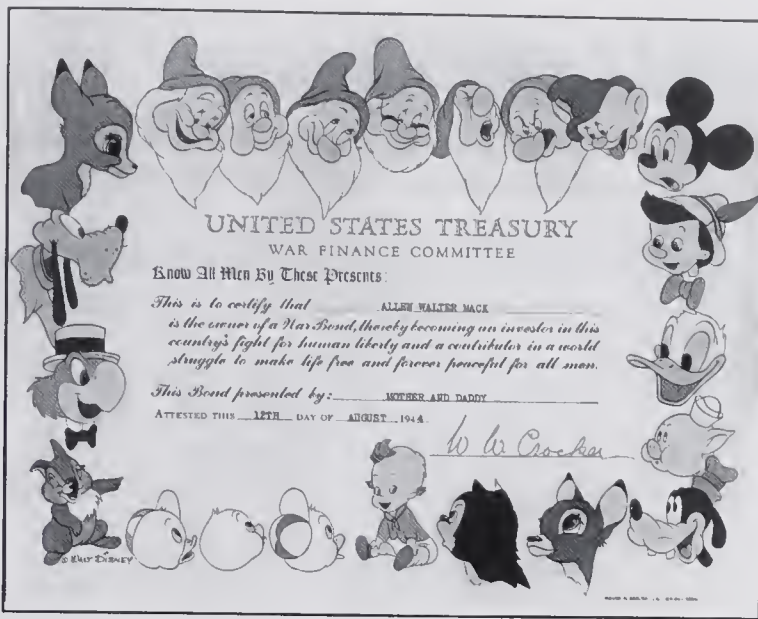 UNITED STATES TREASURY
WAR FINANCE COMMITTEE
Know All Men By These Presents:
This is to certify that ALLEN WALTER MACK
is the owner of a War Bond, thereby becoming an investor in this
country's fight for human liberty and a contributor in a world
struggle to make life free and forever peaceful for all men.
This Bond presented by: MOTHER AND DADDY
ATTESTED THIS 12TH DAY OF AUGUST 1944
W W Crocker
© WALT DISNEY